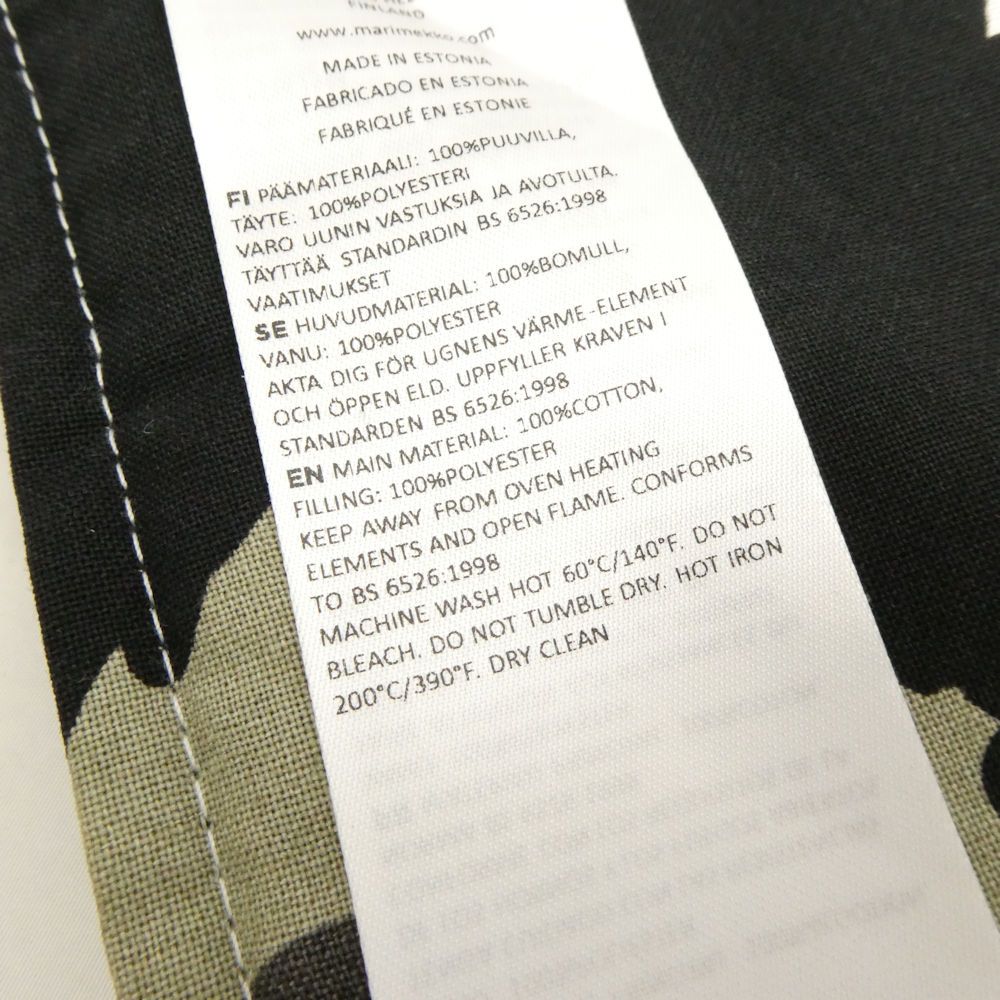 FINLAND
www.marimekko.com
MADE IN ESTONIA
FABRICADO EN ESTONIA
FABRIQUÉ EN ESTONIE
FI PÄÄMATERIAALI: 100%PUUVILLA,
TÄYTE: 100%POLYESTERI
VARO UUNIN VASTUKSIA JA AVOTULTA.
TÄYTTÄÄ STANDARDIN BS 6526:1998
VAATIMUKSET
SE HUVUDMATERIAL: 100%BOMULL,
VANU: 100%POLYESTER
AKTA DIG FÖR UGNENS VÄRME-ELEMENT
OCH ÖPPEN ELD. UPPFYLLER KRAVEN I
STANDARDEN BS 6526:1998
EN MAIN MATERIAL: 100%COTTON,
FILLING: 100%POLYESTER
KEEP AWAY FROM OVEN HEATING
ELEMENTS AND OPEN FLAME. CONFORMS
TO BS 6526:1998
MACHINE WASH HOT 60°C/140°F. DO NOT
BLEACH. DO NOT TUMBLE DRY. HOT IRON
200°C/390°F. DRY CLEAN